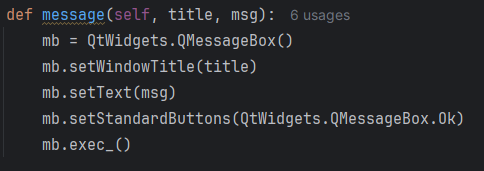 def message(self, title, msg):  6 usages
    mb = QtWidgets.QMessageBox()
    mb.setWindowTitle(title)
    mb.setText(msg)
    mb.setStandardButtons(QtWidgets.QMessageBox.Ok)
    mb.exec_()